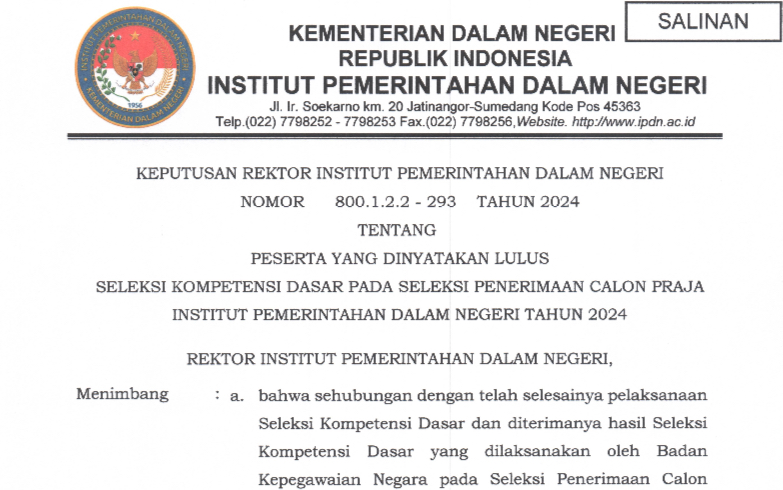 INSTITUT PEMERINTAHAN DALAM NEGERI
1956
KEMENTERIAN DALAM NEGERI
KEMENTERIAN DALAM NEGERI
SALINAN
REPUBLIK INDONESIA
INSTITUT PEMERINTAHAN DALAM NEGERI
Jl. Ir. Soekarno km. 20 Jatinangor-Sumedang Kode Pos 45363
Telp.(022) 7798252 - 7798253 Fax.(022) 7798256,Website. http://www.ipdn.ac.id
KEPUTUSAN REKTOR INSTITUT PEMERINTAHAN DALAM NEGERI
NOMOR 800.1.2.2 - 293 TAHUN 2024
TENTANG
PESERTA YANG DINYATAKAN LULUS
SELEKSI KOMPETENSI DASAR PADA SELEKSI PENERIMAAN CALON PRAJA
INSTITUT PEMERINTAHAN DALAM NEGERI TAHUN 2024
REKTOR INSTITUT PEMERINTAHAN DALAM NEGERI,
Menimbang : a. bahwa sehubungan dengan telah selesainya pelaksanaan
Seleksi Kompetensi Dasar dan diterimanya hasil Seleksi
Kompetensi Dasar yang dilaksanakan oleh Badan
Kepegawaian Negara pada Seleksi Penerimaan Calon